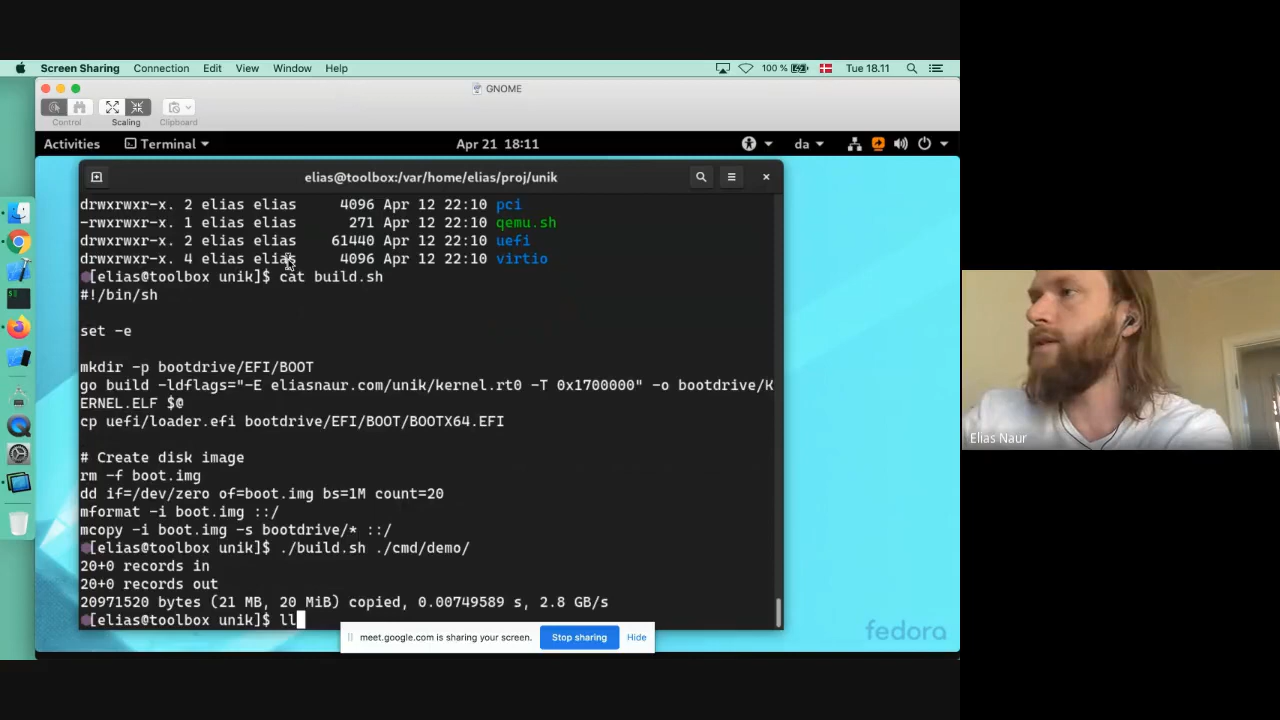 Screen Sharing Connection Edit View Window Help 100 % Tue 18.11
GNOME
Control Scaling Clipboard
Activities Terminal Apr 21 18:11 da
elias@toolbox:/var/home/elias/proj/unik
drwxrwxr-x. 2 elias elias 4096 Apr 12 22:10 pci
-rwxrwxr-x. 1 elias elias 271 Apr 12 22:10 qemu.sh
drwxrwxr-x. 2 elias elias 61440 Apr 12 22:10 uefi
drwxrwxr-x. 4 elias elias 4096 Apr 12 22:10 virtio
[elias@toolbox unik]$ cat build.sh
#!/bin/sh
set -e
mkdir -p bootdrive/EFI/BOOT
go build -ldflags="-E eliasnaur.com/unik/kernel.rt0 -T 0x1700000" -o bootdrive/K
ERNEL.ELF $@
cp uefi/loader.efi bootdrive/EFI/BOOT/BOOTX64.EFI
# Create disk image
rm -f boot.img
dd if=/dev/zero of=boot.img bs=1M count=20
mformat -i boot.img ::/
mcopy -i boot.img -s bootdrive/* ::/
[elias@toolbox unik]$ ./build.sh ./cmd/demo/
20+0 records in
20+0 records out
20971520 bytes (21 MB, 20 MiB) copied, 0.00749589 s, 2.8 GB/s
[elias@toolbox unik]$ ll
meet.google.com is sharing your screen. Stop sharing Hide
fedora
Elias Naur